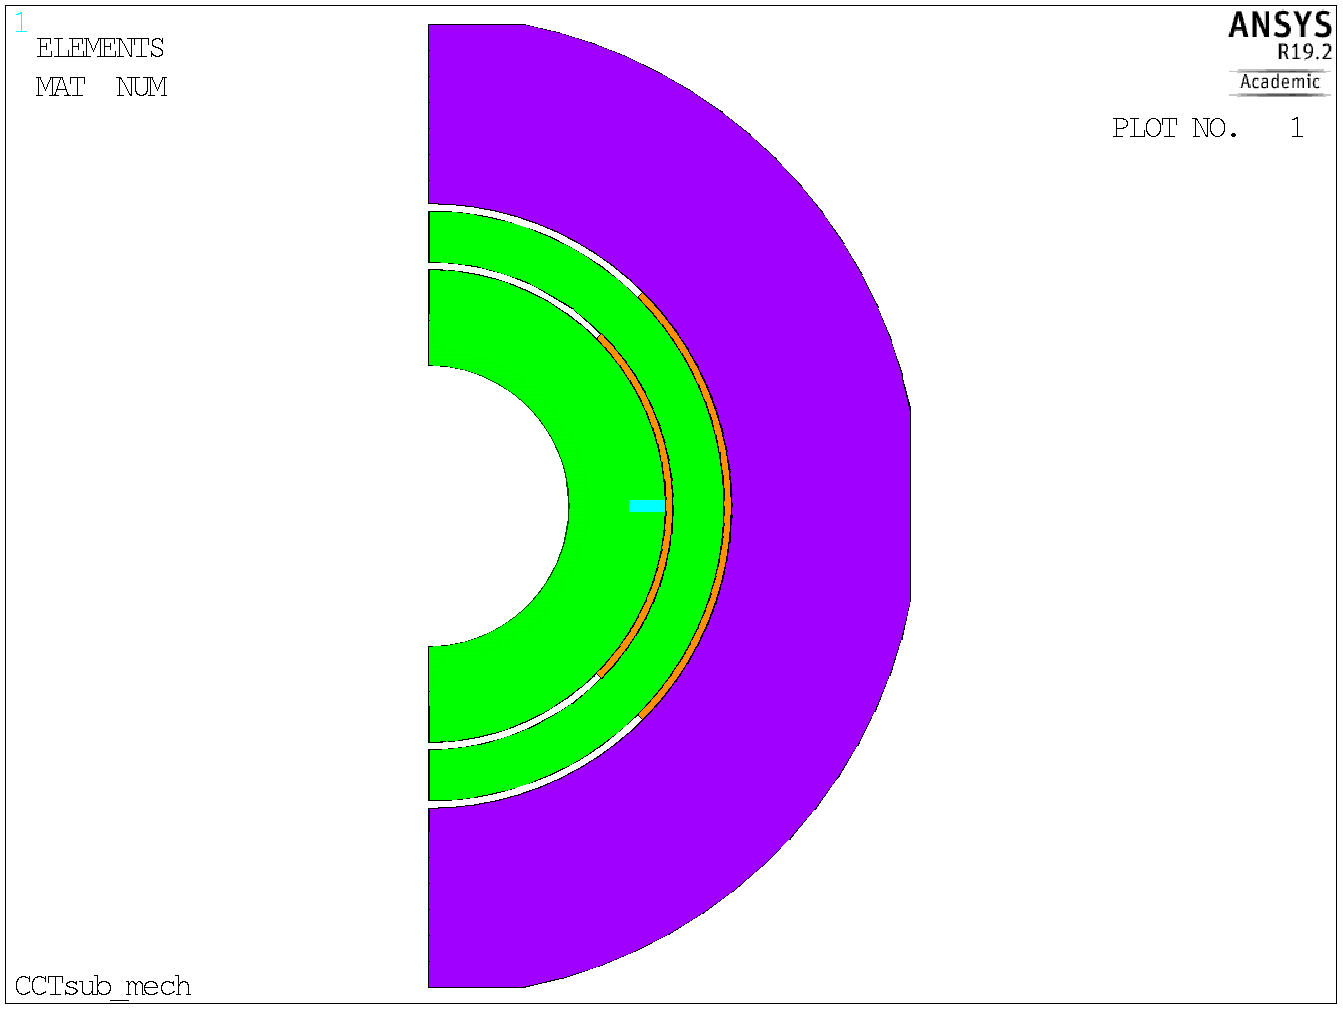 1
ELEMENTS
MAT NUM
ANSYS
R19.2
Academic
PLOT NO. 1
CCTsub_mech